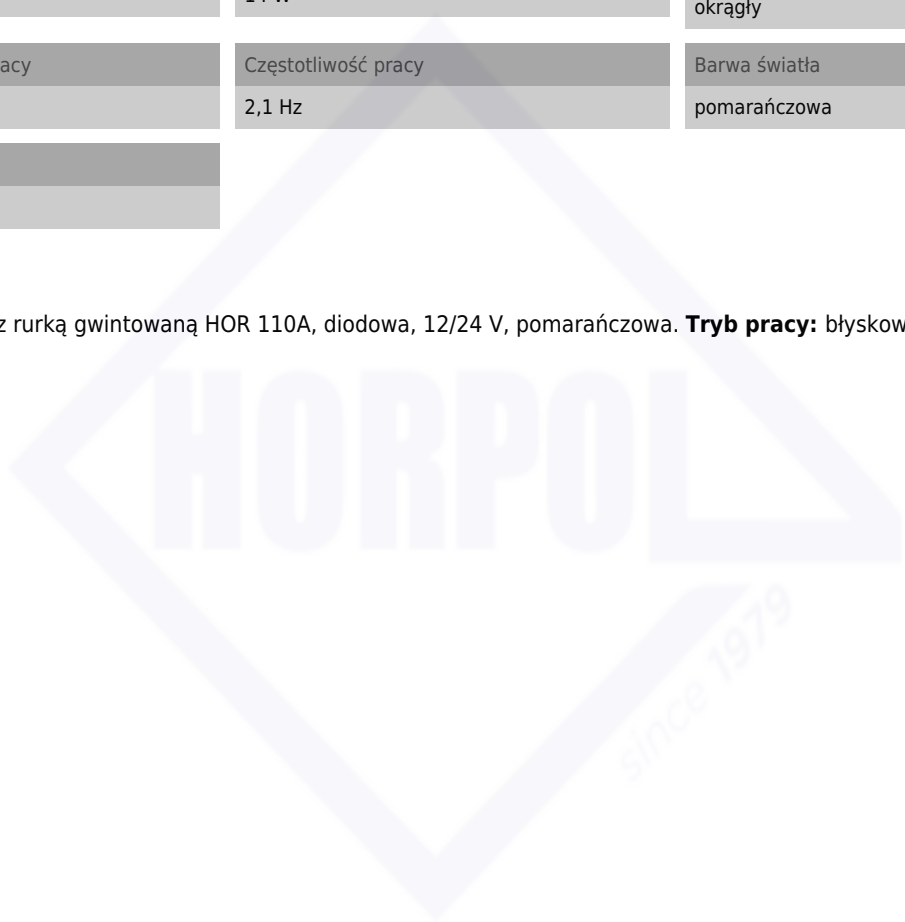 okrągły
acy
Częstotliwość pracy
Barwa światła
2,1 Hz
pomarańczowa
z rurką gwintowaną HOR 110A, diodowa, 12/24 V, pomarańczowa. Tryb pracy: błyskow
HORPOL
since 1979